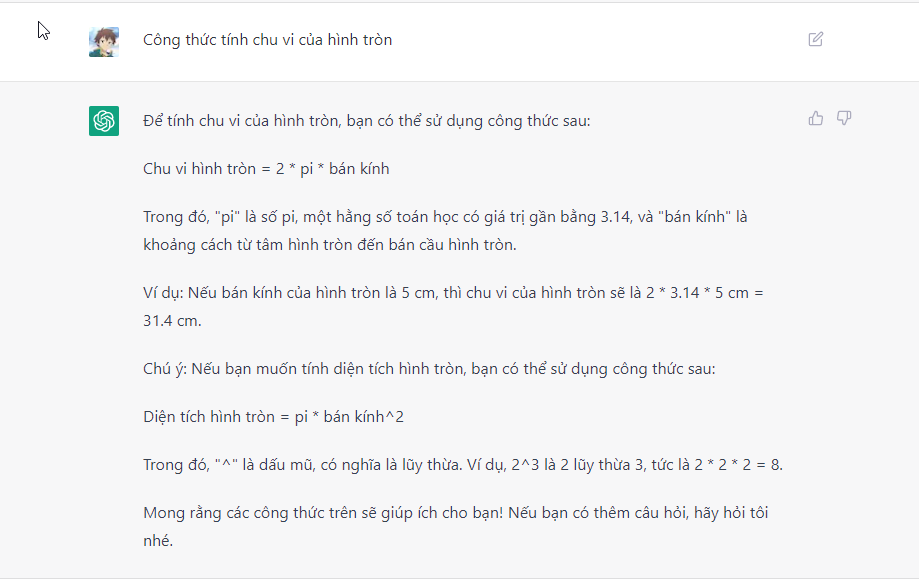 Công thức tính chu vi của hình tròn
Để tính chu vi của hình tròn, bạn có thể sử dụng công thức sau:
Chu vi hình tròn = 2 * pi * bán kính
Trong đó, "pi" là số pi, một hằng số toán học có giá trị gần bằng 3.14, và "bán kính" là
khoảng cách từ tâm hình tròn đến bán cầu hình tròn.
Ví dụ: Nếu bán kính của hình tròn là 5 cm, thì chu vi của hình tròn sẽ là 2 * 3.14 * 5 cm =
31.4 cm.
Chú ý: Nếu bạn muốn tính diện tích hình tròn, bạn có thể sử dụng công thức sau:
Diện tích hình tròn = pi * bán kính^2
Trong đó, "^" là dấu mũ, có nghĩa là lũy thừa. Ví dụ, 2^3 là 2 lũy thừa 3, tức là 2 * 2 * 2 = 8.
Mong rằng các công thức trên sẽ giúp ích cho bạn! Nếu bạn có thêm câu hỏi, hãy hỏi tôi
nhé.